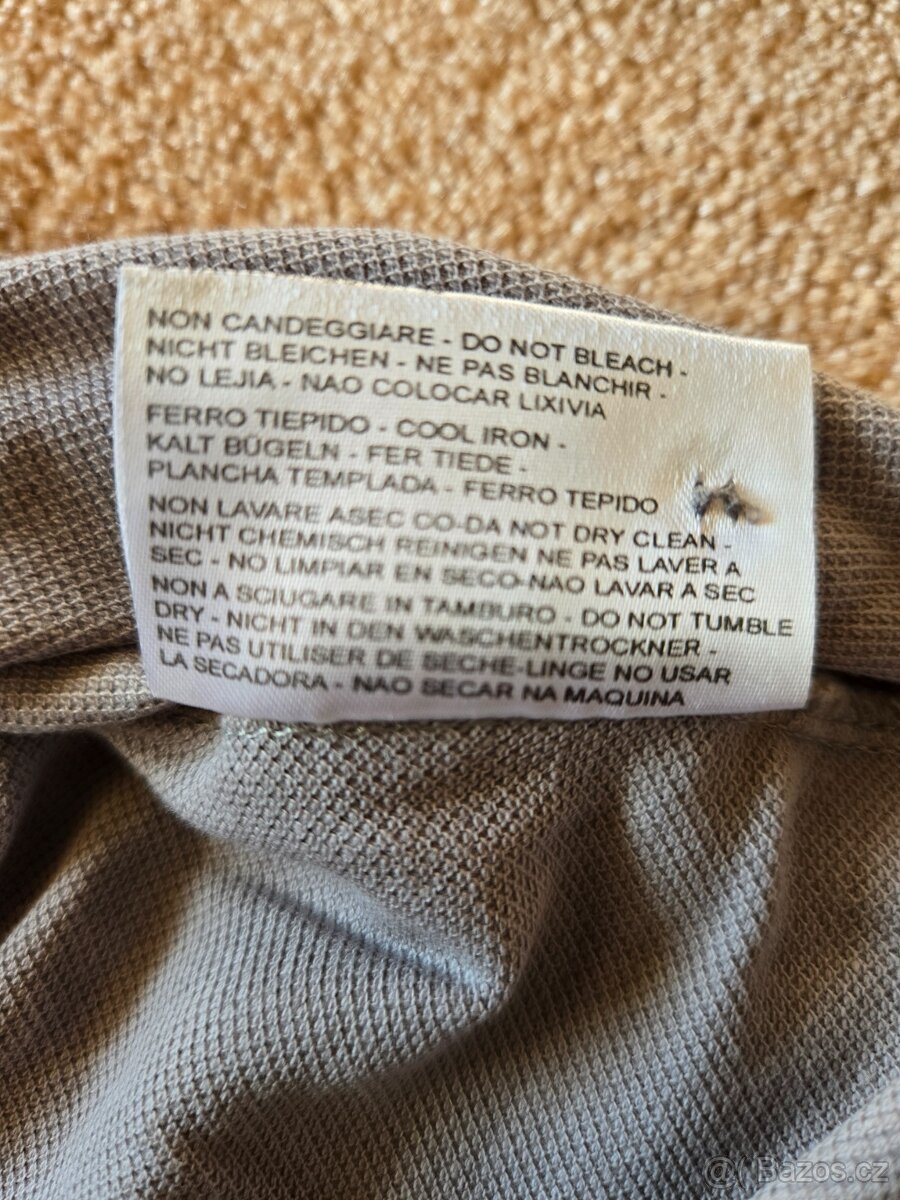 NON CANDEGGIARE - DO NOT BLEACH -
NICHT BLEICHEN - NE PAS BLANCHIR -
NO LEJIA - NAO COLOCAR LIXIVIA
FERRO TIEPIDO - COOL IRON -
KALT BÜGELN - FER TIEDE -
PLANCHA TEMPLADA - FERRO TEPIDO
NON LAVARE ASEC CO-DA NOT DRY CLEAN -
NICHT CHEMISCH REINIGEN NE PAS LAVER A
SEC - NO LIMPIAR EN SECO-NAO LAVAR A SEC
NON A SCIUGARE IN TAMBURO - DO NOT TUMBLE
DRY - NICHT IN DEN WASCHENTROCKNER -
NE PAS UTILISER DE SECHE-LINGE NO USAR
LA SECADORA - NAO SECAR NA MAQUINA
@ Bazos.cz